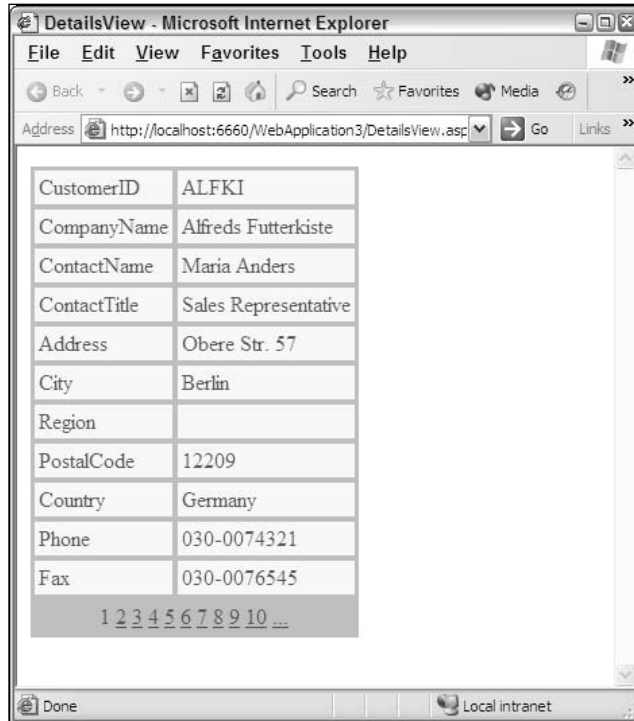 DetailsView - Microsoft Internet Explorer
File Edit View Favorites Tools Help
Back Search Favorites Media »
Address http://localhost:6660/WebApplication3/DetailsView.asp Go Links »
CustomerID ALFKI
CompanyName Alfreds Futterkiste
ContactName Maria Anders
ContactTitle Sales Representative
Address Obere Str. 57
City Berlin
Region
PostalCode 12209
Country Germany
Phone 030-0074321
Fax 030-0076545
1 2 3 4 5 6 7 8 9 10 ...
Done Local intranet